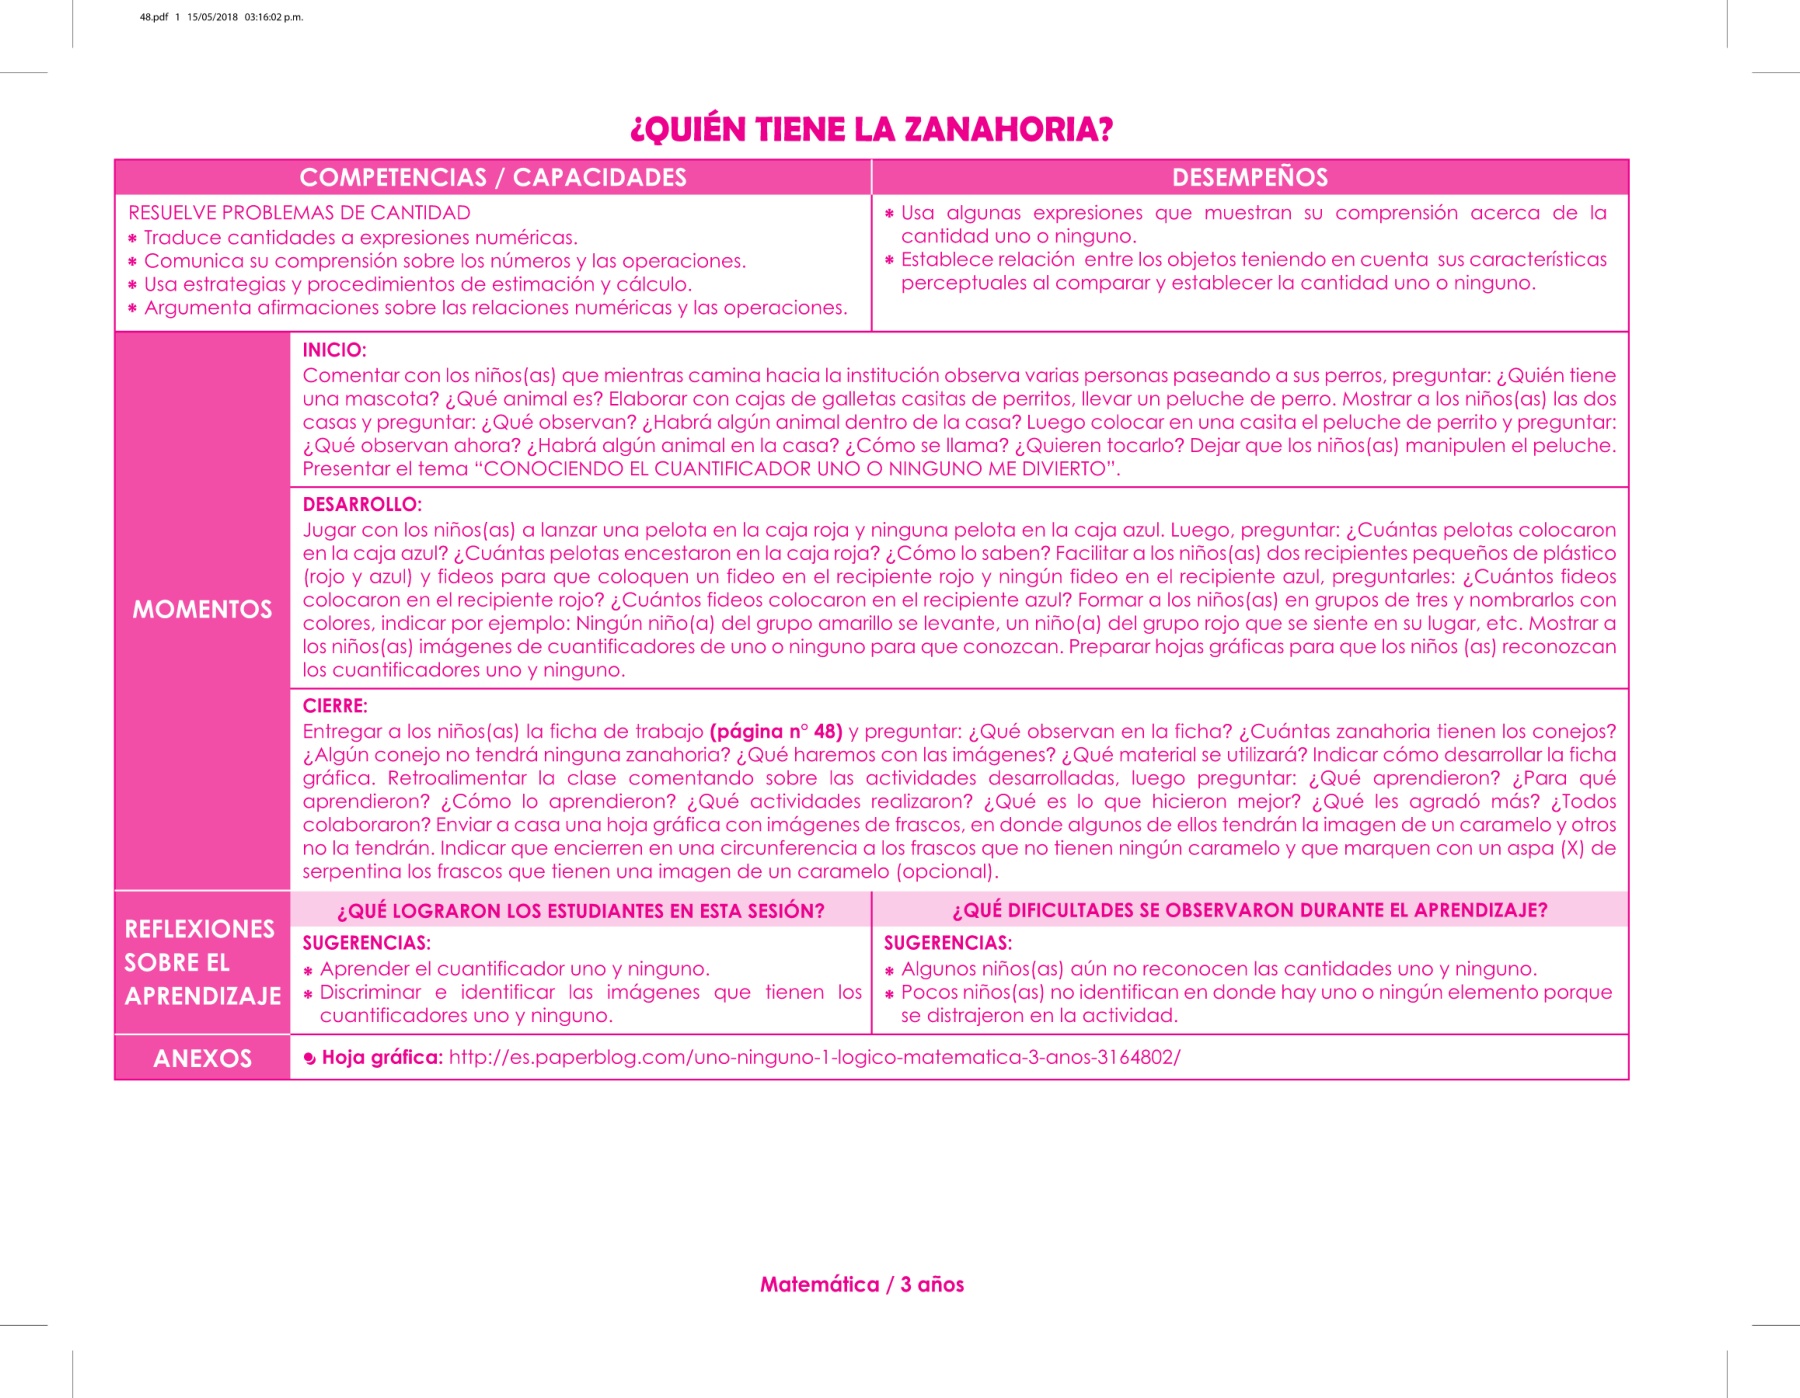 48.pdf 1 15/05/2018 03:16:02 p.m.
¿QUIÉN TIENE LA ZANAHORIA?
COMPETENCIAS / CAPACIDADES
DESEMPEÑOS
RESUELVE PROBLEMAS DE CANTIDAD
* Traduce cantidades a expresiones numéricas.
* Comunica su comprensión sobre los números y las operaciones.
* Usa estrategias y procedimientos de estimación y cálculo.
* Argumenta afirmaciones sobre las relaciones numéricas y las operaciones.
* Usa algunas expresiones que muestran su comprensión acerca de la
cantidad uno o ninguno.
* Establece relación entre los objetos teniendo en cuenta sus características
perceptuales al comparar y establecer la cantidad uno o ninguno.
MOMENTOS
INICIO:
Comentar con los niños(as) que mientras camina hacia la institución observa varias personas paseando a sus perros, preguntar: ¿Quién tiene
una mascota? ¿Qué animal es? Elaborar con cajas de galletas casitas de perritos, llevar un peluche de perro. Mostrar a los niños(as) las dos
casas y preguntar: ¿Qué observan? ¿Habrá algún animal dentro de la casa? Luego colocar en una casita el peluche de perrito y preguntar:
¿Qué observan ahora? ¿Habrá algún animal en la casa? ¿Cómo se llama? ¿Quieren tocarlo? Dejar que los niños(as) manipulen el peluche.
Presentar el tema “CONOCIENDO EL CUANTIFICADOR UNO O NINGUNO ME DIVIERTO”.
DESARROLLO:
Jugar con los niños(as) a lanzar una pelota en la caja roja y ninguna pelota en la caja azul. Luego, preguntar: ¿Cuántas pelotas colocaron
en la caja azul? ¿Cuántas pelotas encestaron en la caja roja? ¿Cómo lo saben? Facilitar a los niños(as) dos recipientes pequeños de plástico
(rojo y azul) y fideos para que coloquen un fideo en el recipiente rojo y ningún fideo en el recipiente azul, preguntarles: ¿Cuántos fideos
colocaron en el recipiente rojo? ¿Cuántos fideos colocaron en el recipiente azul? Formar a los niños(as) en grupos de tres y nombrarlos con
colores, indicar por ejemplo: Ningún niño(a) del grupo amarillo se levante, un niño(a) del grupo rojo que se siente en su lugar, etc. Mostrar a
los niños(as) imágenes de cuantificadores de uno o ninguno para que conozcan. Preparar hojas gráficas para que los niños (as) reconozcan
los cuantificadores uno y ninguno.
CIERRE:
Entregar a los niños(as) la ficha de trabajo (página n° 48) y preguntar: ¿Qué observan en la ficha? ¿Cuántas zanahoria tienen los conejos?
¿Algún conejo no tendrá ninguna zanahoria? ¿Qué haremos con las imágenes? ¿Qué material se utilizará? Indicar cómo desarrollar la ficha
gráfica. Retroalimentar la clase comentando sobre las actividades desarrolladas, luego preguntar: ¿Qué aprendieron? ¿Para qué
aprendieron? ¿Cómo lo aprendieron? ¿Qué actividades realizaron? ¿Qué es lo que hicieron mejor? ¿Qué les agradó más? ¿Todos
colaboraron? Enviar a casa una hoja gráfica con imágenes de frascos, en donde algunos de ellos tendrán la imagen de un caramelo y otros
no la tendrán. Indicar que encierren en una circunferencia a los frascos que no tienen ningún caramelo y que marquen con un aspa (X) de
serpentina los frascos que tienen una imagen de un caramelo (opcional).
REFLEXIONES
SOBRE EL
APRENDIZAJE
¿QUÉ LOGRARON LOS ESTUDIANTES EN ESTA SESIÓN?
SUGERENCIAS:
* Aprender el cuantificador uno y ninguno.
* Discriminar e identificar las imágenes que tienen los
cuantificadores uno y ninguno.
¿QUÉ DIFICULTADES SE OBSERVARON DURANTE EL APRENDIZAJE?
SUGERENCIAS:
* Algunos niños(as) aún no reconocen las cantidades uno y ninguno.
* Pocos niños(as) no identifican en donde hay uno o ningún elemento porque
se distrajeron en la actividad.
ANEXOS
Hoja gráfica: http://es.paperblog.com/uno-ninguno-1-logico-matematica-3-anos-3164802/
Matemática / 3 años